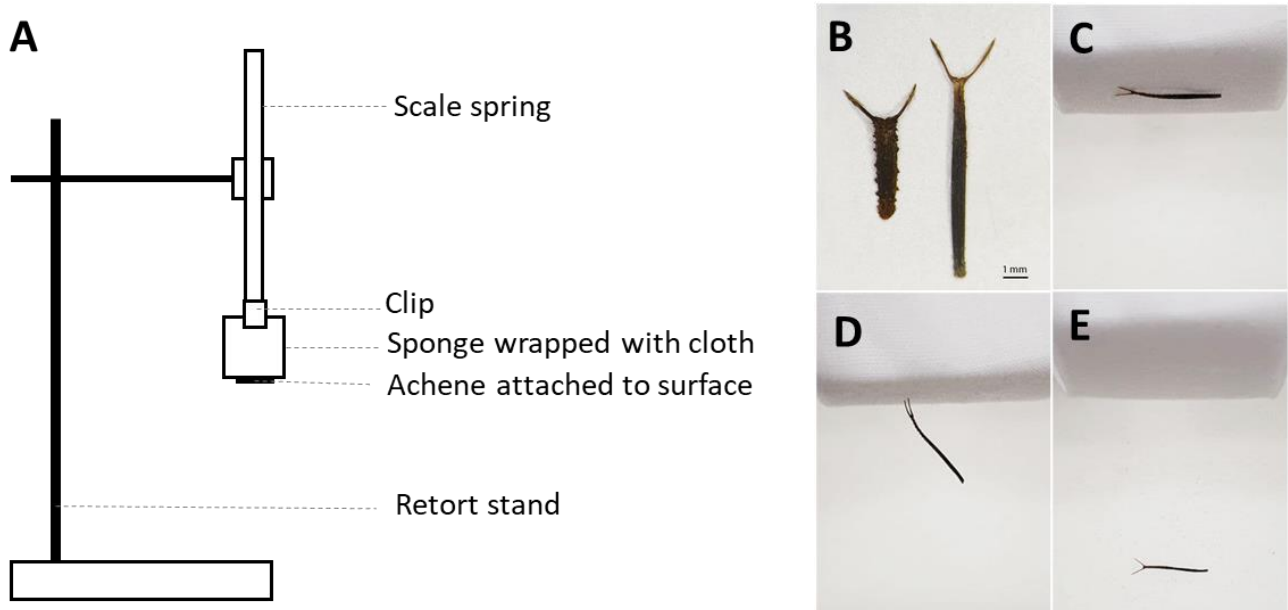 A
Scale spring
Clip
Sponge wrapped with cloth
Achene attached to surface
Retort stand
B
1 mm
C
D
E